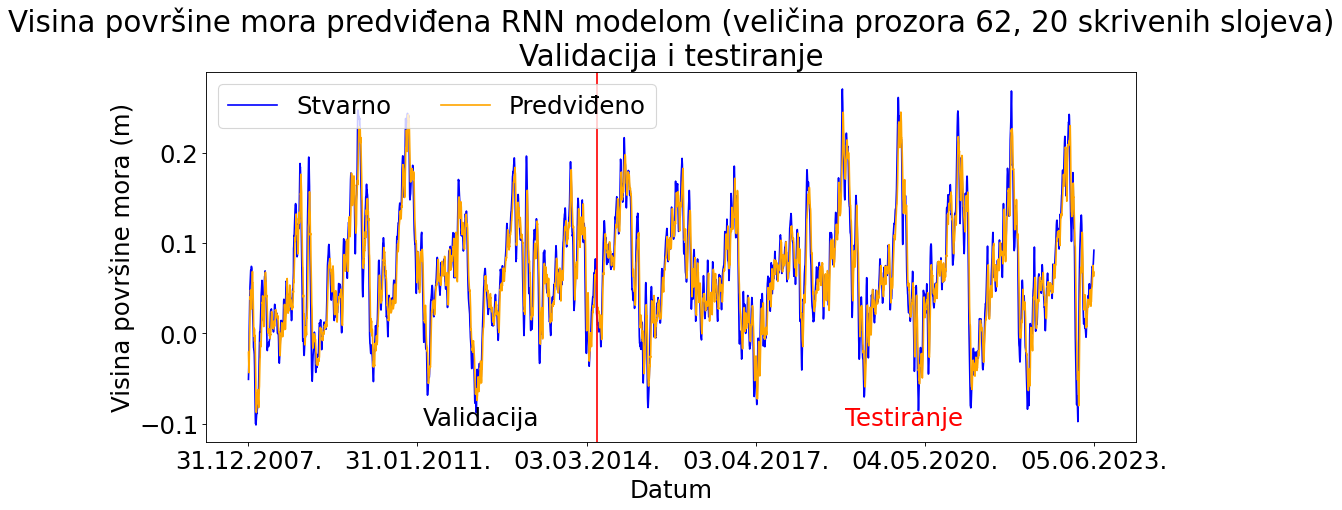 Visina površine mora predviđena RNN modelom (veličina prozora 62, 20 skrivenih slojeva)
Validacija i testiranje
Stvarno
Predviđeno
Visina površine mora (m)
0.2
0.1
0.0
−0.1
Validacija
Testiranje
31.12.2007.
31.01.2011.
03.03.2014.
03.04.2017.
04.05.2020.
05.06.2023.
Datum